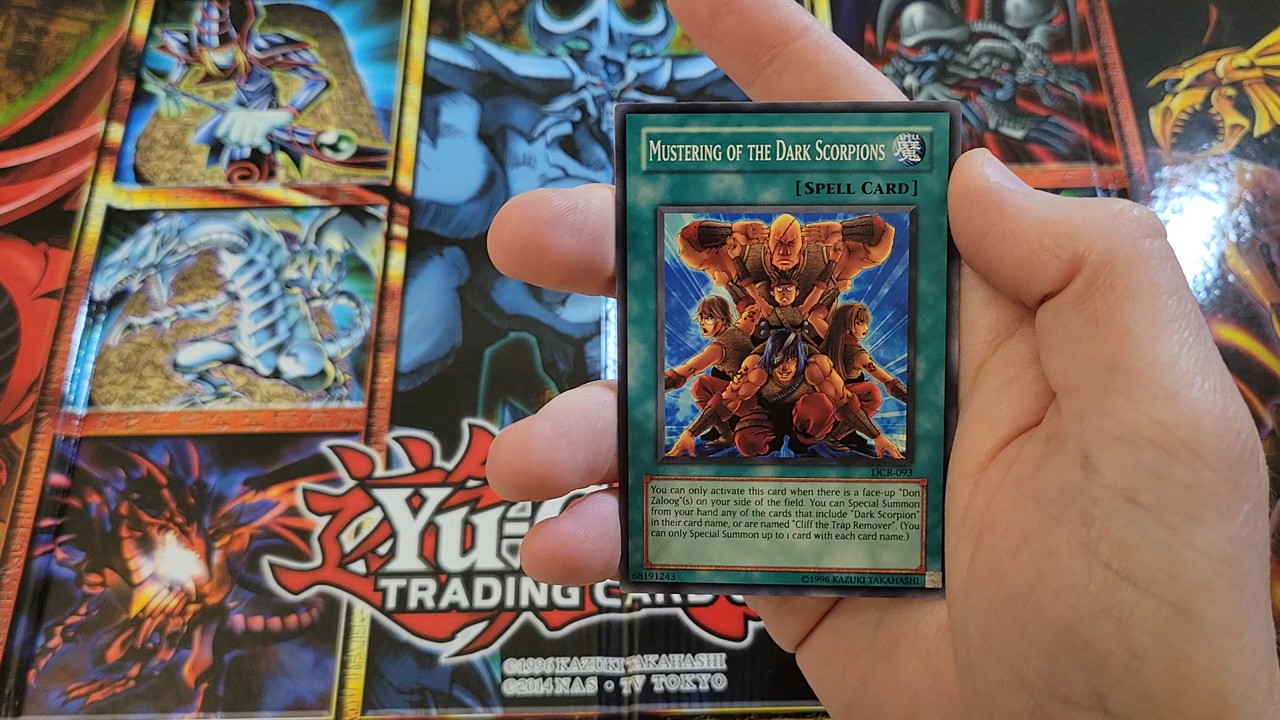 MUSTERING OF THE DARK SCORPIONS 魔
[SPELL CARD]
DCR-093
You can only activate this card when there is a face-up "Don
Zaloog"(s) on your side of the field. You can Special Summon
from your hand any of the cards that include "Dark Scorpion"
in their card name, or are named "Cliff the Trap Remover". (You
can only Special Summon up to 1 card with each card name.)
68191243
©1996 KAZUKI TAKAHASHI
Yu
TRADING CARD
©1996 KAZUKI TAKAHASHI
©2014 NAS • TV TOKYO